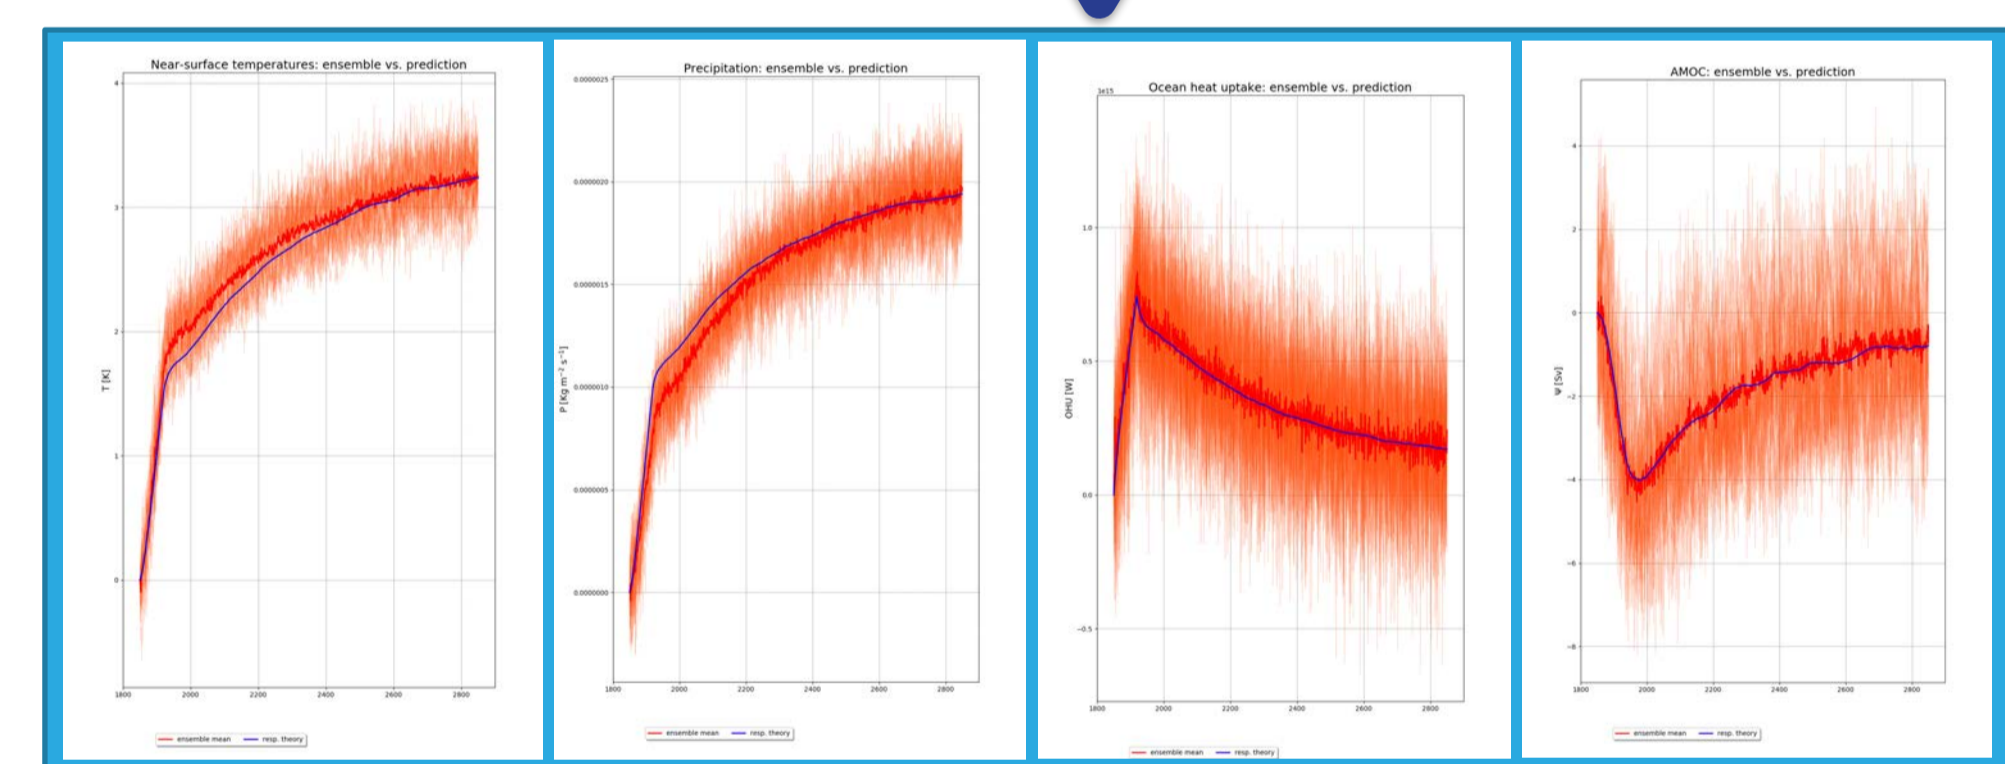 Near-surface temperatures: ensemble vs. prediction
4
3
2
1
0
T [K]
1800 2000 2200 2400 2600 2800
ensemble mean resp. theory
Precipitation: ensemble vs. prediction
0.0000025
0.0000020
0.0000015
0.0000010
0.0000005
0.0000000
P [Kg m⁻² s⁻¹]
1800 2000 2200 2400 2600 2800
ensemble mean resp. theory
Ocean heat uptake: ensemble vs. prediction
1e15
1.0
0.5
0.0
−0.5
OHU [W]
1800 2000 2200 2400 2600 2800
ensemble mean resp. theory
AMOC: ensemble vs. prediction
4
2
0
−2
−4
−6
−8
Ψ [Sv]
1800 2000 2200 2400 2600 2800
ensemble mean resp. theory